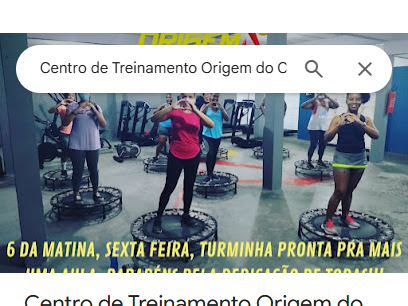 ORIGEM
Centro de Treinamento Origem do C
6 DA MATINA, SEXTA FEIRA, TURMINHA PRONTA PRA MAIS
UMA AULA, PARABÉNS PELA DEDICAÇÃO DE TODAS!!
Centro de Treinamento Origem do